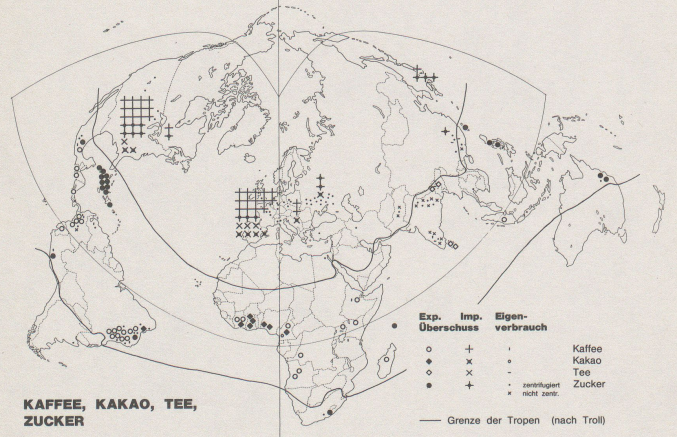 Exp. Imp. Eigen-
Überschuss verbrauch
Kaffee
Kakao
Tee
zentrifugiert Zucker
nicht zentr.
KAFFEE, KAKAO, TEE,
ZUCKER
Grenze der Tropen (nach Troll)